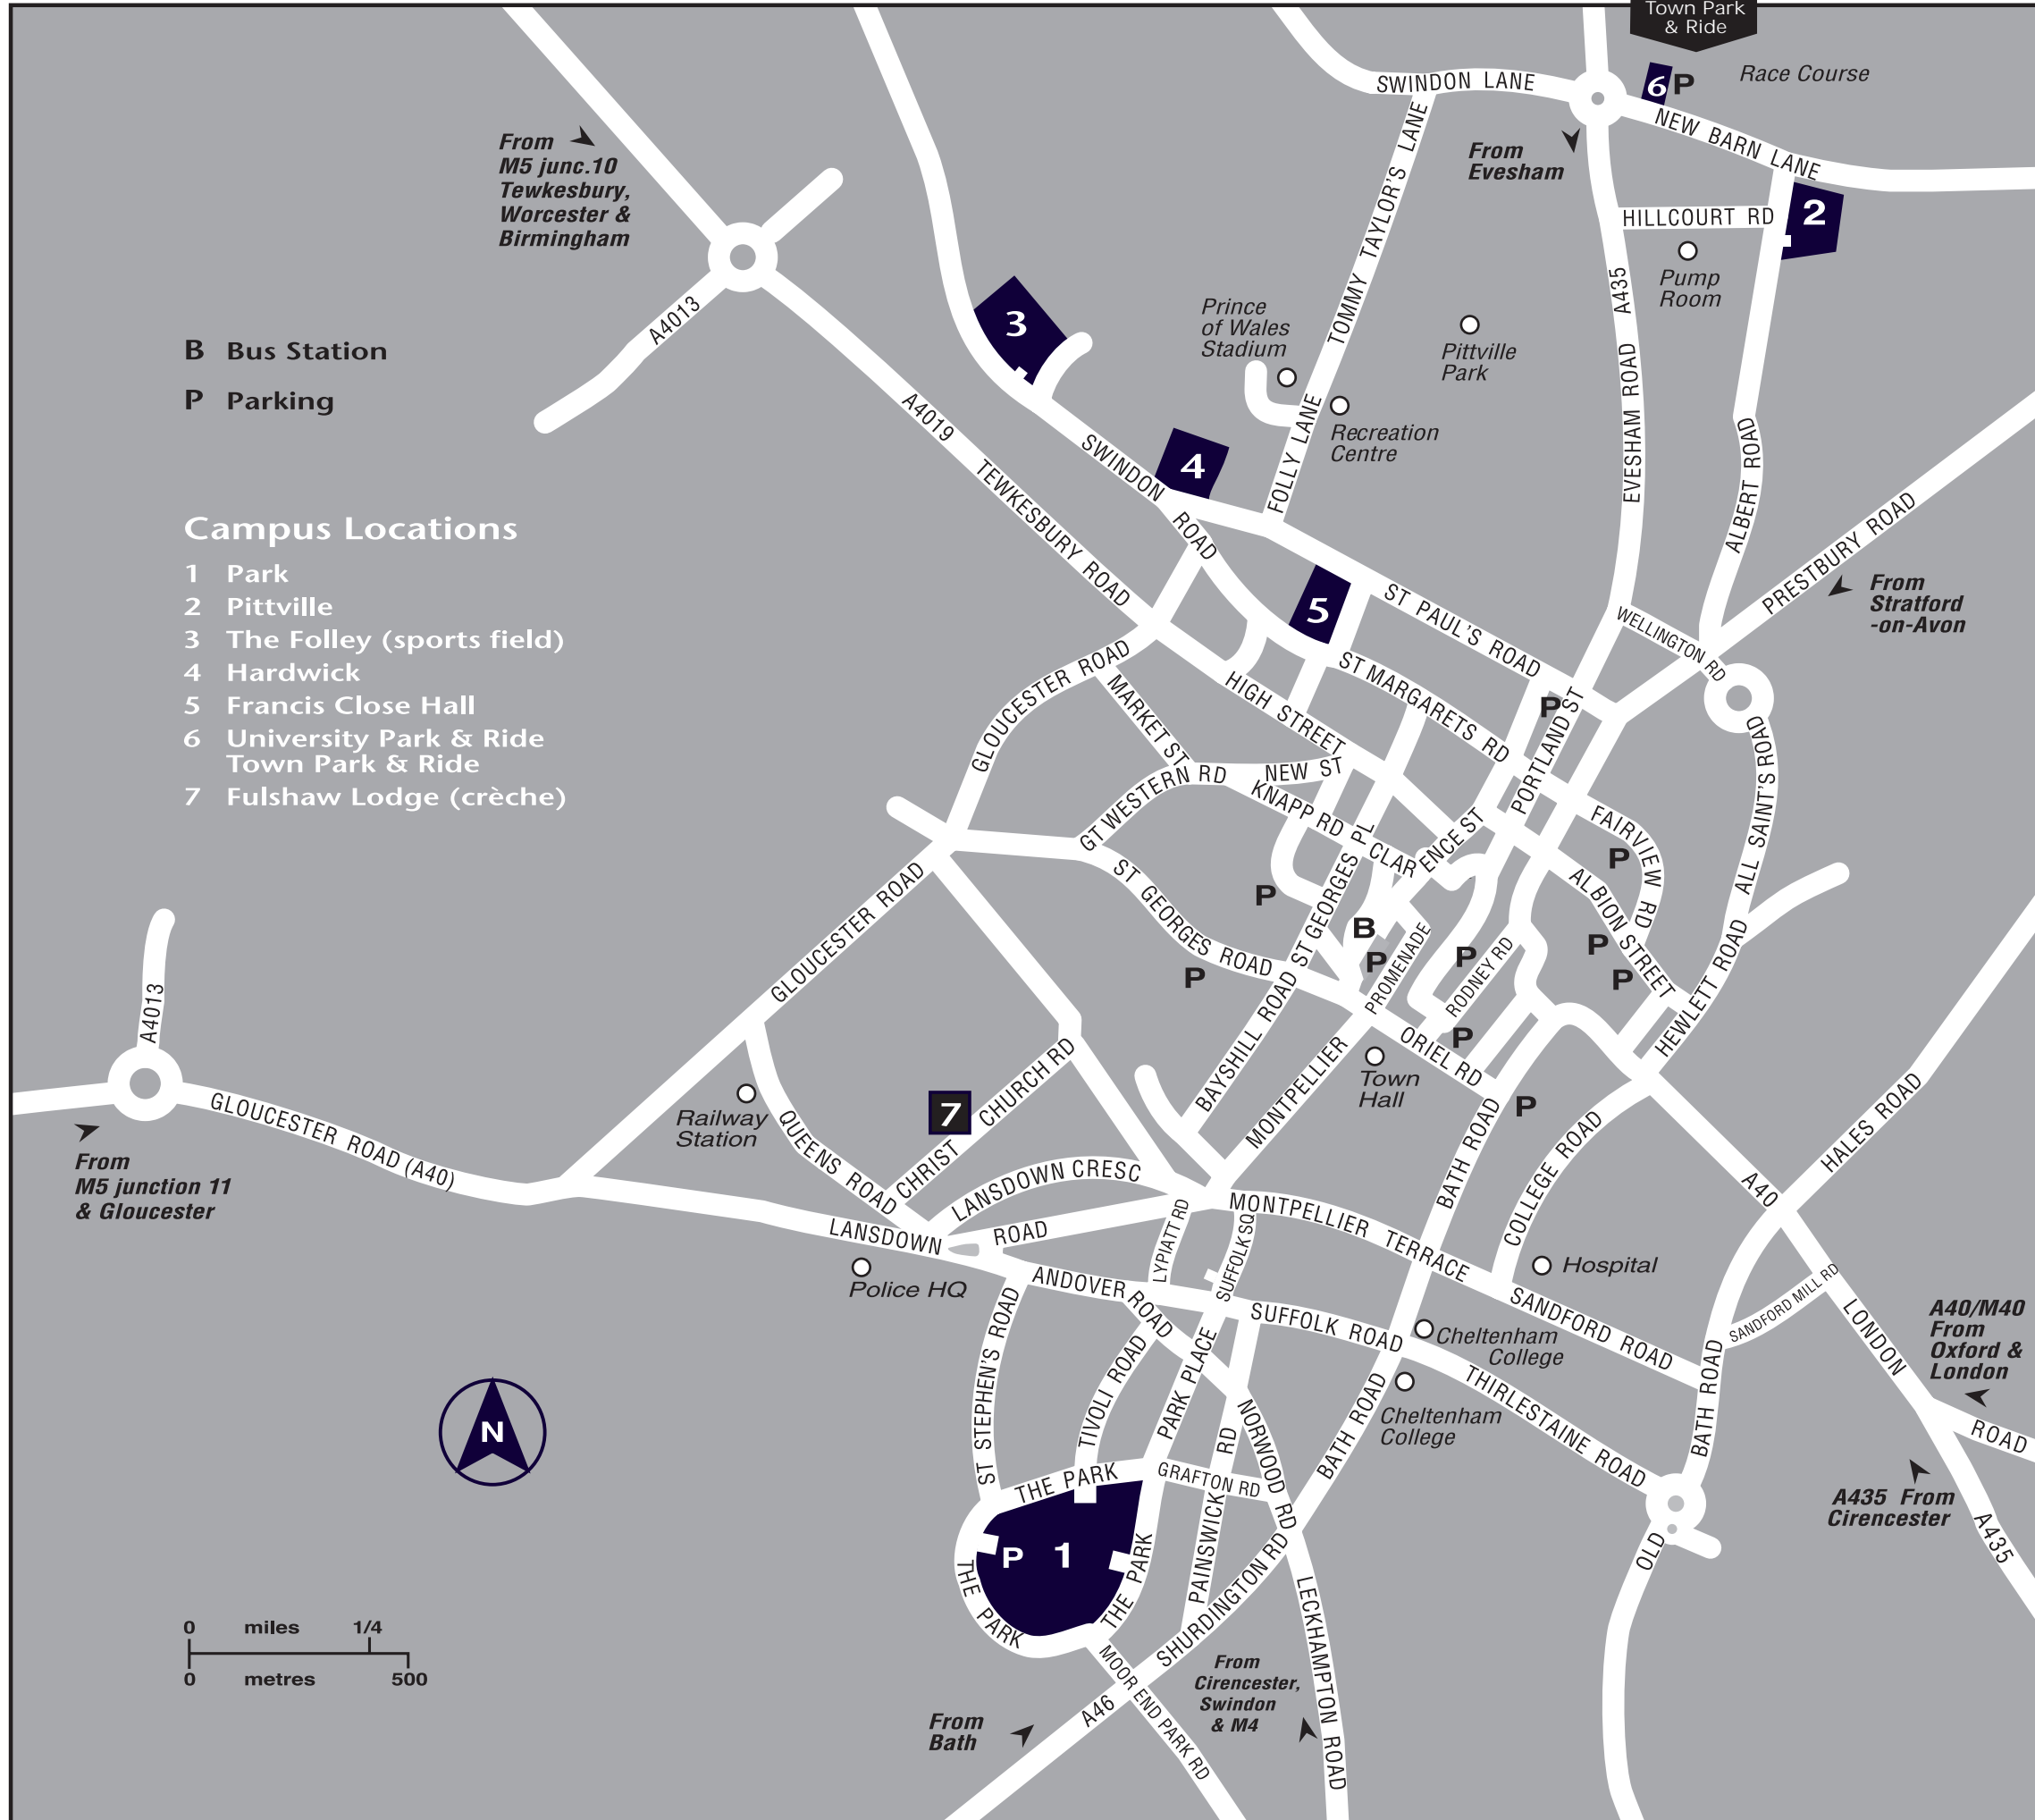 Town Park
& Ride
6 P
Race Course
SWINDON LANE
NEW BARN LANE
From
M5 junc.10
Tewkesbury,
Worcester &
Birmingham
From
Evesham
TOMMY TAYLOR'S LANE
HILLCOURT RD
2
Pump
Room
A435
A4013
3
Prince
of Wales
Stadium
Pittville
Park
B Bus Station
P Parking
A4019
EVESHAM ROAD
FOLLY LANE
Recreation
Centre
SWINDON
ROAD
4
TEWKESBURY ROAD
ALBERT ROAD
PRESTBURY ROAD
From
Stratford
-on-Avon
Campus Locations
1 Park
2 Pittville
3 The Folley (sports field)
4 Hardwick
5 Francis Close Hall
6 University Park & Ride
Town Park & Ride
7 Fulshaw Lodge (crèche)
5
ST PAUL'S ROAD
WELLINGTON RD
GLOUCESTER ROAD
ST MARGARETS RD
MARKET ST
HIGH STREET
P
PORTLAND ST
ALL SAINT'S ROAD
GT WESTERN RD
NEW ST
KNAPP RD
CLARENCE ST
FAIRVIEW RD
P
ALBION STREET
ST GEORGES PL
ST GEORGES ROAD
P
B
P
P
P
P
P
PROMENADE
RODNEY RD
P
GLOUCESTER ROAD
HEWLETT ROAD
A4013
BAYSHILL ROAD
ORIEL RD
Town
Hall
P
MONTPELLIER
Railway
Station
7
CHRIST CHURCH RD
QUEENS ROAD
GLOUCESTER ROAD (A40)
From
M5 junction 11
& Gloucester
BATH ROAD
COLLEGE ROAD
HALES ROAD
A40
LANSDOWN CRESC
LANSDOWN ROAD
LYPIATT RD
SUFFOLK SQ
MONTPELLIER TERRACE
Hospital
Police HQ
ANDOVER ROAD
SUFFOLK ROAD
SANDFORD ROAD
SANDFORD MILL RD
LONDON
ROAD
A40/M40
From
Oxford &
London
Cheltenham
College
Cheltenham
College
THIRLESTAINE ROAD
BATH ROAD
BATH ROAD
ST STEPHEN'S ROAD
TIVOLI ROAD
PARK PLACE
NORWOOD RD
N
THE PARK
GRAFTON RD
PAINSWICK RD
A435 From
Cirencester
A435
OLD
P 1
THE PARK
THE PARK
SHURDINGTON RD
LECKHAMPTON ROAD
0 miles 1/4
0 metres 500
MOOR END PARK RD
From
Cirencester,
Swindon
& M4
A46
From
Bath